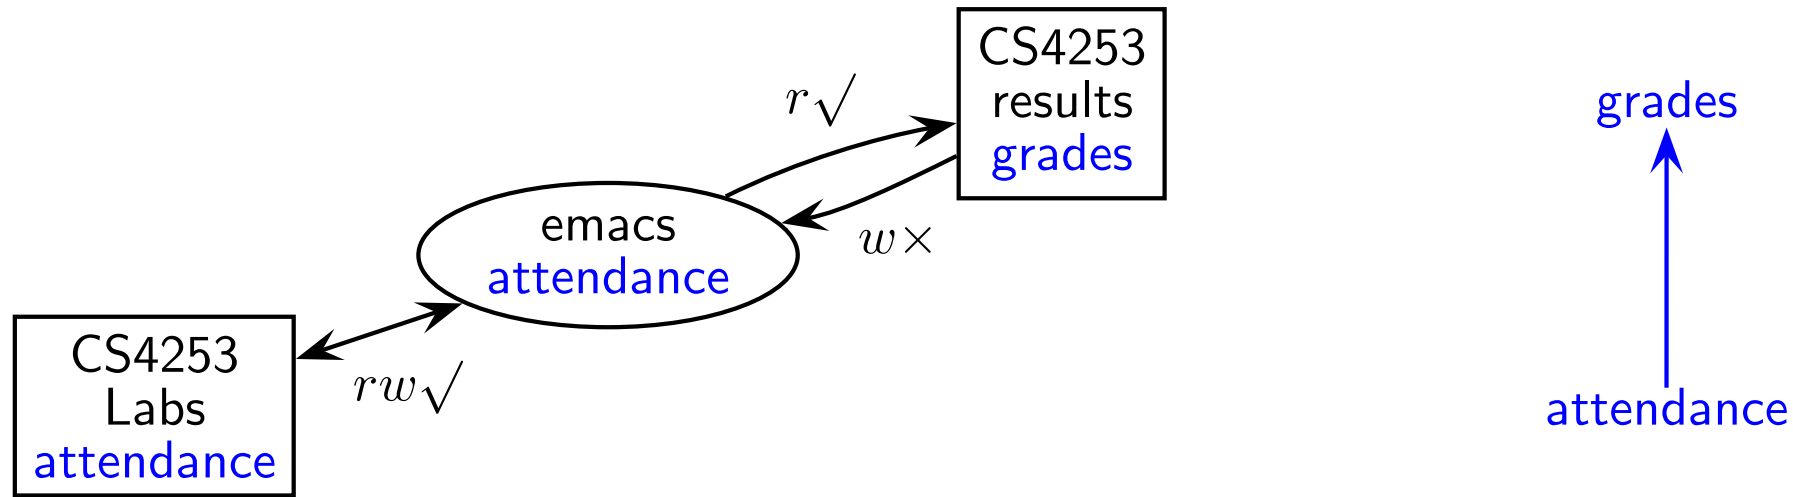 CS4253
results
grades
r√
w×
emacs
attendance
rw√
CS4253
Labs
attendance
grades
attendance